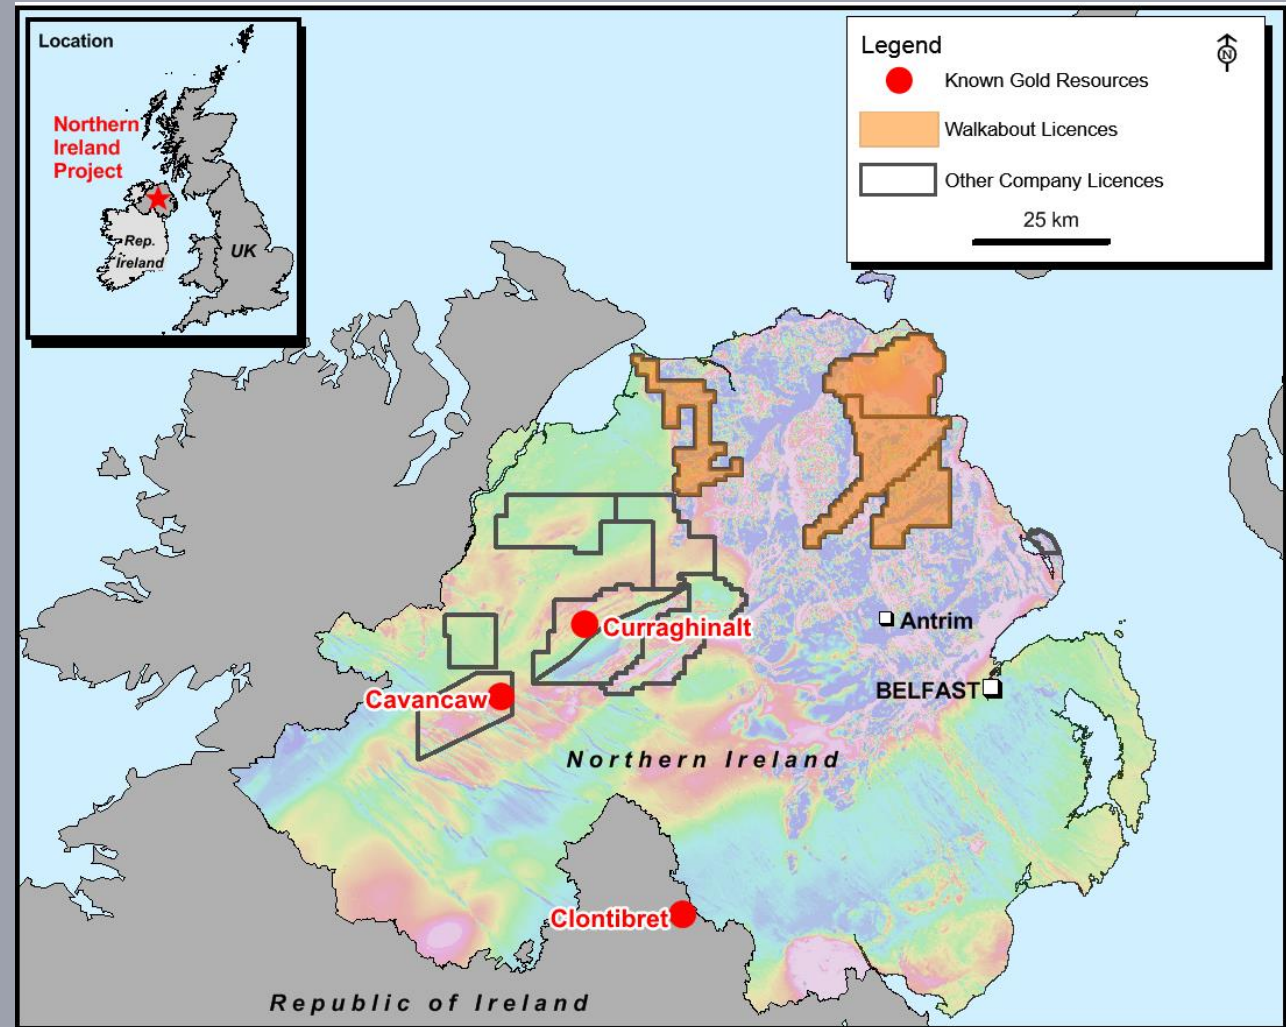 Location
Northern
Ireland
Project
Rep.
Ireland
UK
Legend
N
Known Gold Resources
Walkabout Licences
Other Company Licences
25 km
Curraghinalt
Antrim
BELFAST
Cavancaw
Northern Ireland
Clontibret
Republic of Ireland